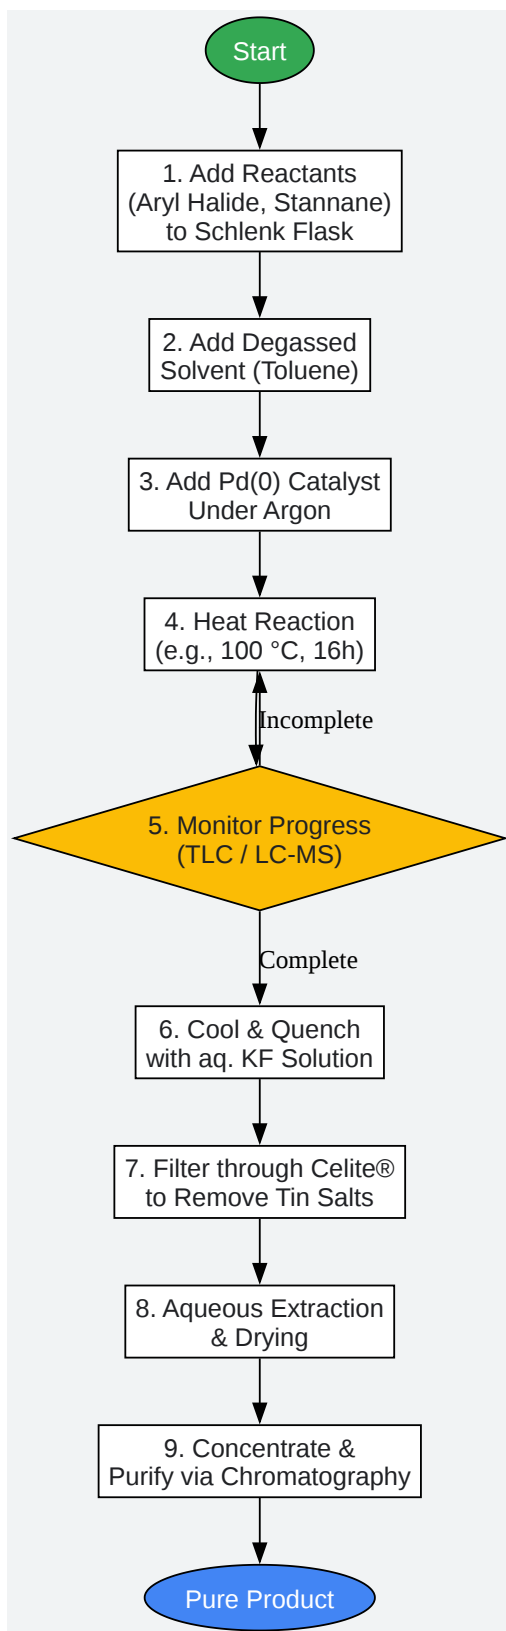 Start
1. Add Reactants
(Aryl Halide, Stannane)
to Schlenk Flask
2. Add Degassed
Solvent (Toluene)
3. Add Pd(0) Catalyst
Under Argon
4. Heat Reaction
(e.g., 100 °C, 16h)
Incomplete
5. Monitor Progress
(TLC / LC-MS)
Complete
6. Cool & Quench
with aq. KF Solution
7. Filter through Celite®
to Remove Tin Salts
8. Aqueous Extraction
& Drying
9. Concentrate &
Purify via Chromatography
Pure Product